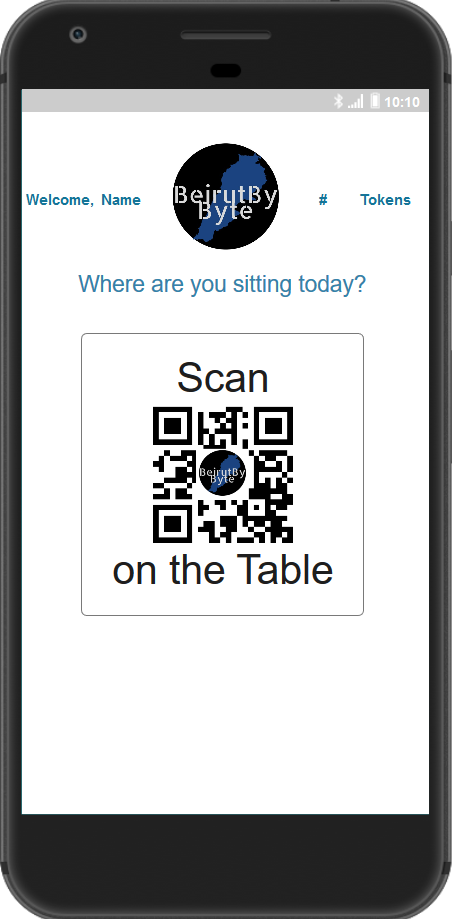 10:10
BeirutBy
Byte
Welcome, Name
# Tokens
Where are you sitting today?
Scan
BeirutBy
Byte
on the Table